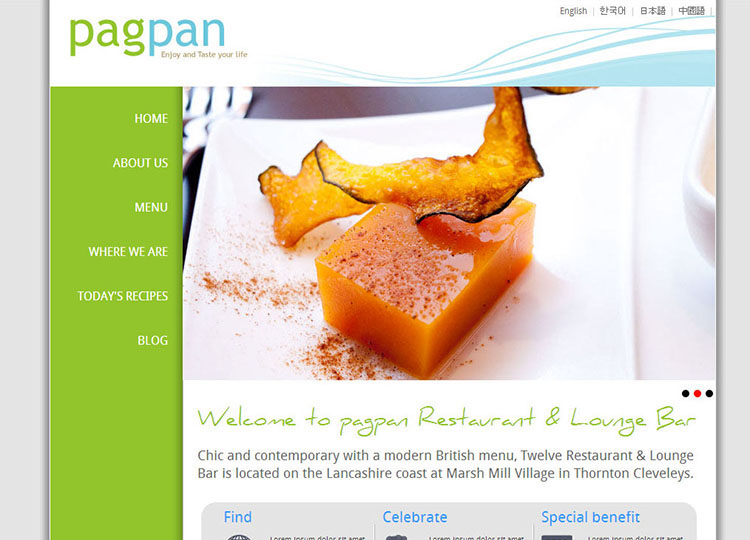 English | 한국어 | 日本語 | 中國語 |
pagpan
Enjoy and Taste your life
HOME
ABOUT US
MENU
WHERE WE ARE
TODAY'S RECIPES
BLOG
Welcome to pagpan Restaurant & Lounge Bar
Chic and contemporary with a modern British menu, Twelve Restaurant & Lounge
Bar is located on the Lancashire coast at Marsh Mill Village in Thornton Cleveleys.
Find
Celebrate
Special benefit
Lorem ipsum dolor sit amet
Lorem ipsum dolor sit amet
Lorem ipsum dolor sit amet